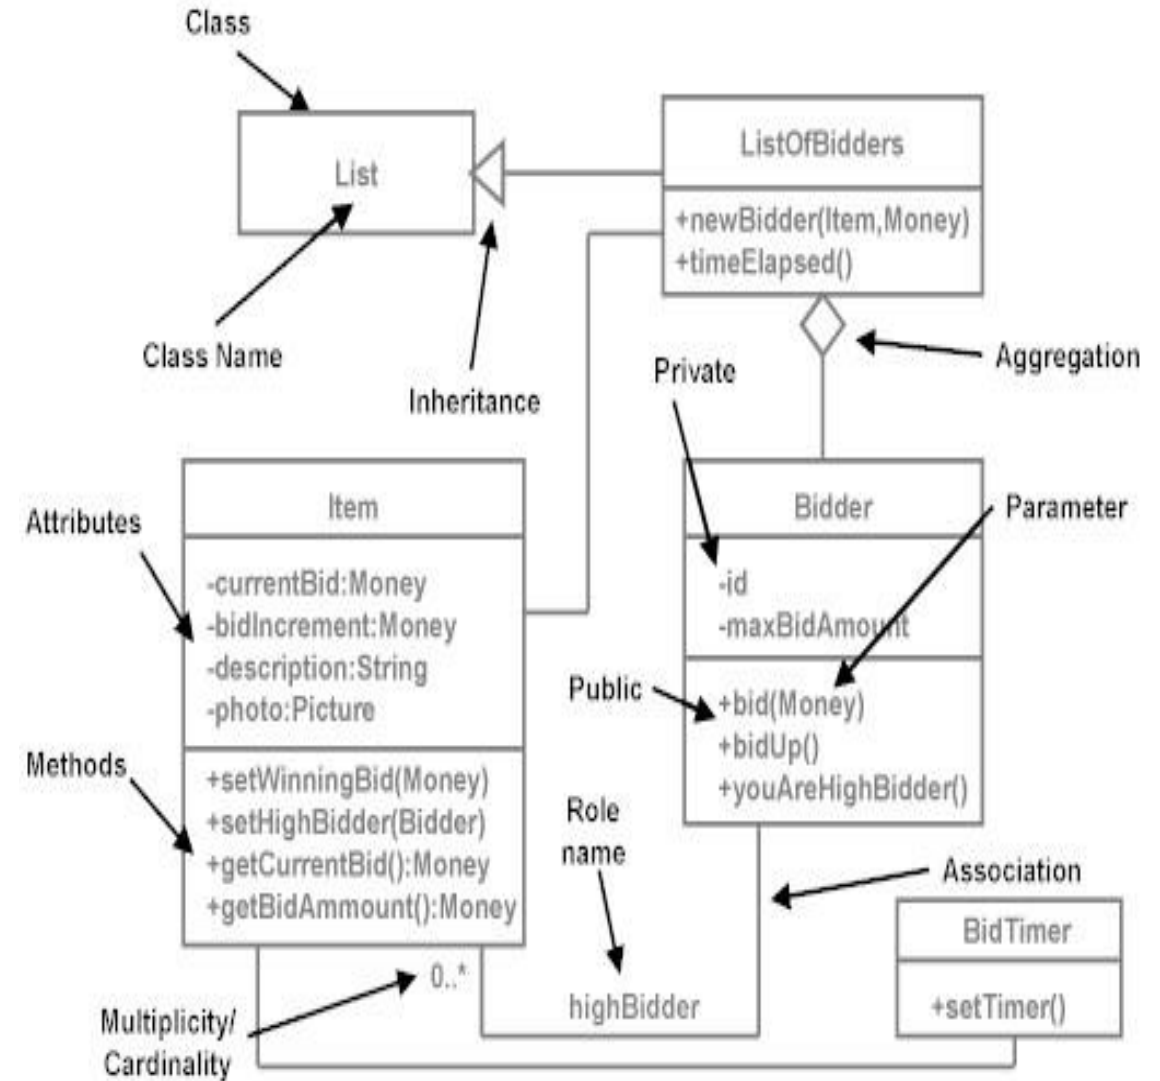 Class
List
Class Name
Inheritance
ListOfBidders
+newBidder(Item,Money)
+timeElapsed()
Aggregation
Private
Attributes
Item
-currentBid:Money
-bidIncrement:Money
-description:String
-photo:Picture
Methods
+setWinningBid(Money)
+setHighBidder(Bidder)
+getCurrentBid():Money
+getBidAmmount():Money
Bidder
Parameter
-id
-maxBidAmount
Public
+bid(Money)
+bidUp()
+youAreHighBidder()
Role
name
Association
BidTimer
+setTimer()
0..*
highBidder
Multiplicity/
Cardinality